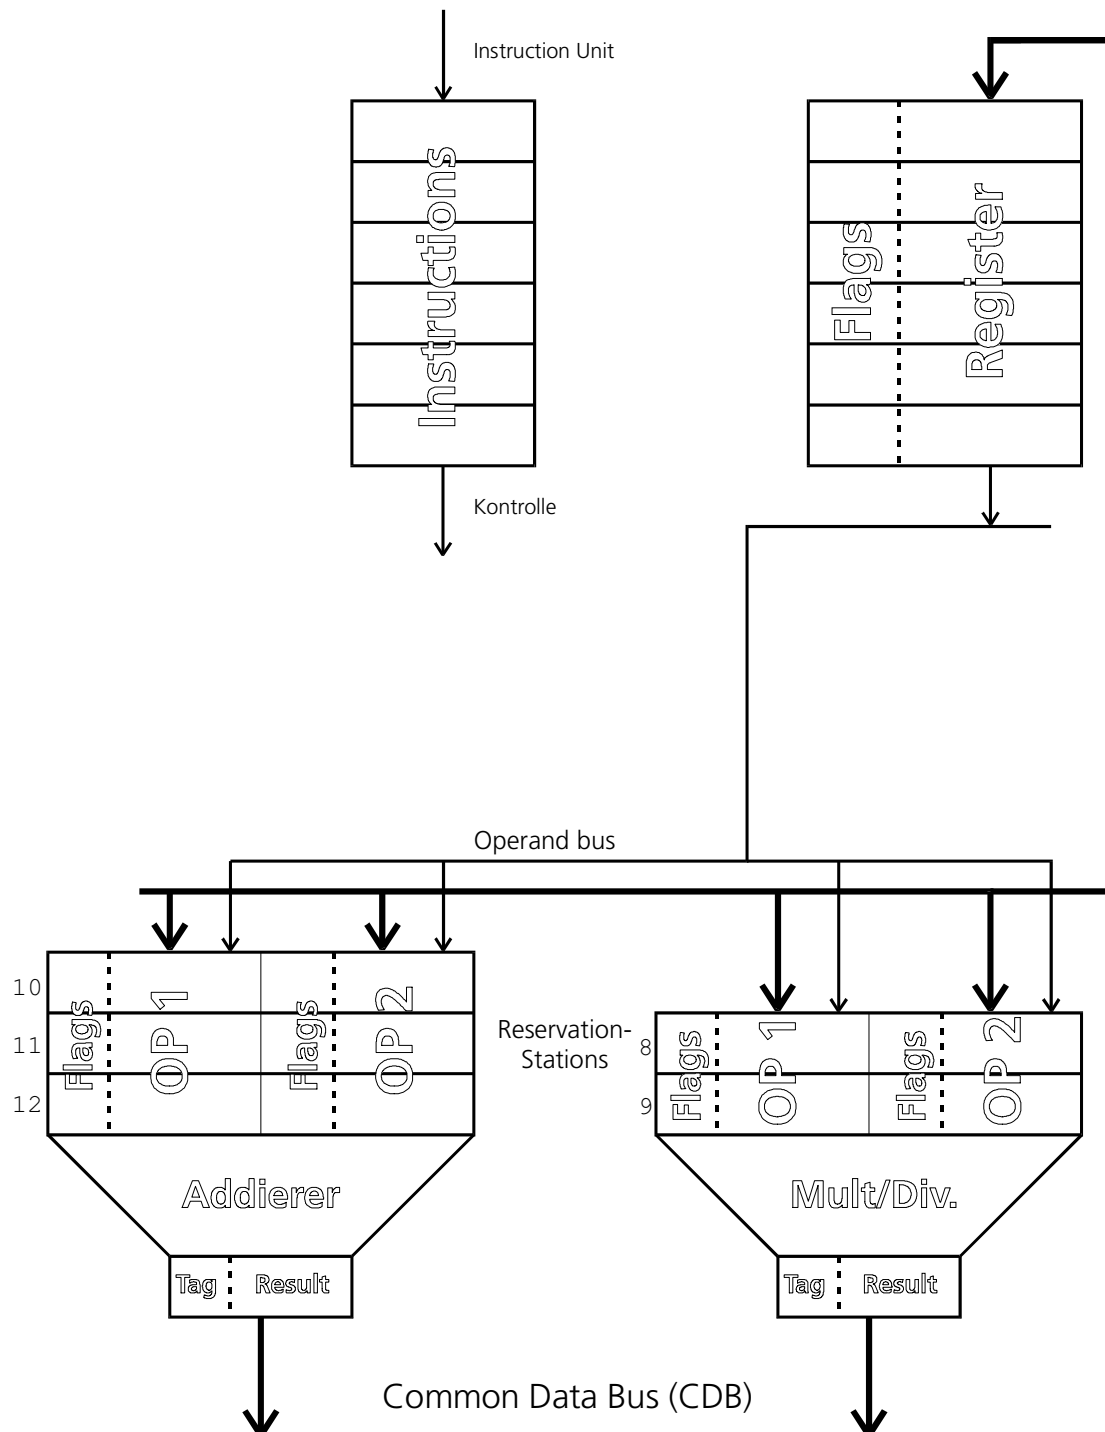 Instruction Unit
Instructions
Flags
Register
Kontrolle
Operand bus
10
11
12
Flags
OP 1
Flags
OP 2
Reservation-
Stations
8
9
Flags
OP 1
Flags
OP 2
Addierer
Mult/Div.
Tag
Result
Tag
Result
Common Data Bus (CDB)